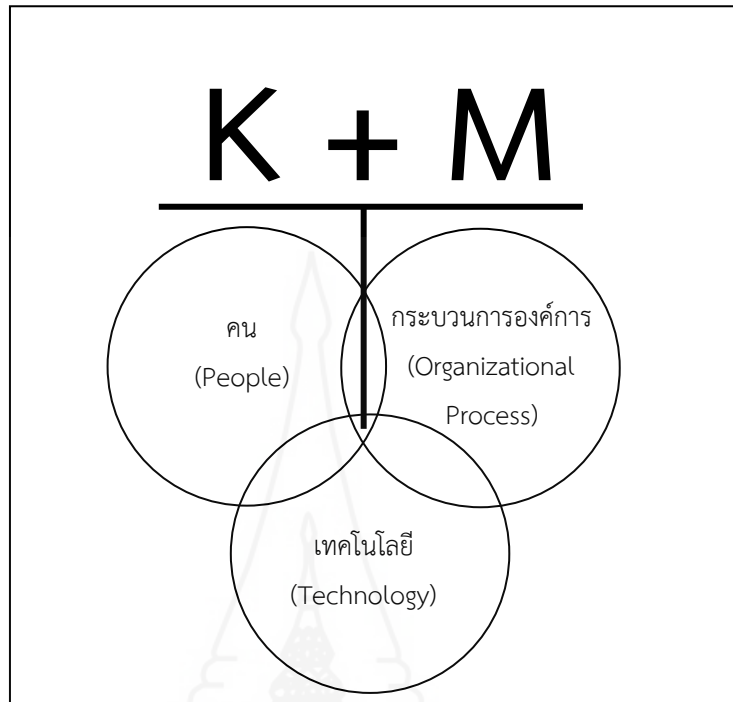 K + M
คน
(People)
กระบวนการองค์การ
(Organizational
Process)
เทคโนโลยี
(Technology)